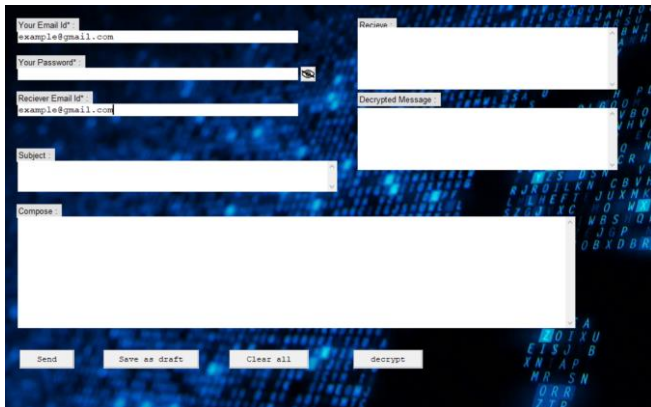 Your Email Id* :
example@gmail.com
Your Password* :
Reciever Email Id* :
example@gmail.com
Subject :
Compose :
Recieve :
Decrypted Message :
Send
Save as draft
Clear all
decrypt